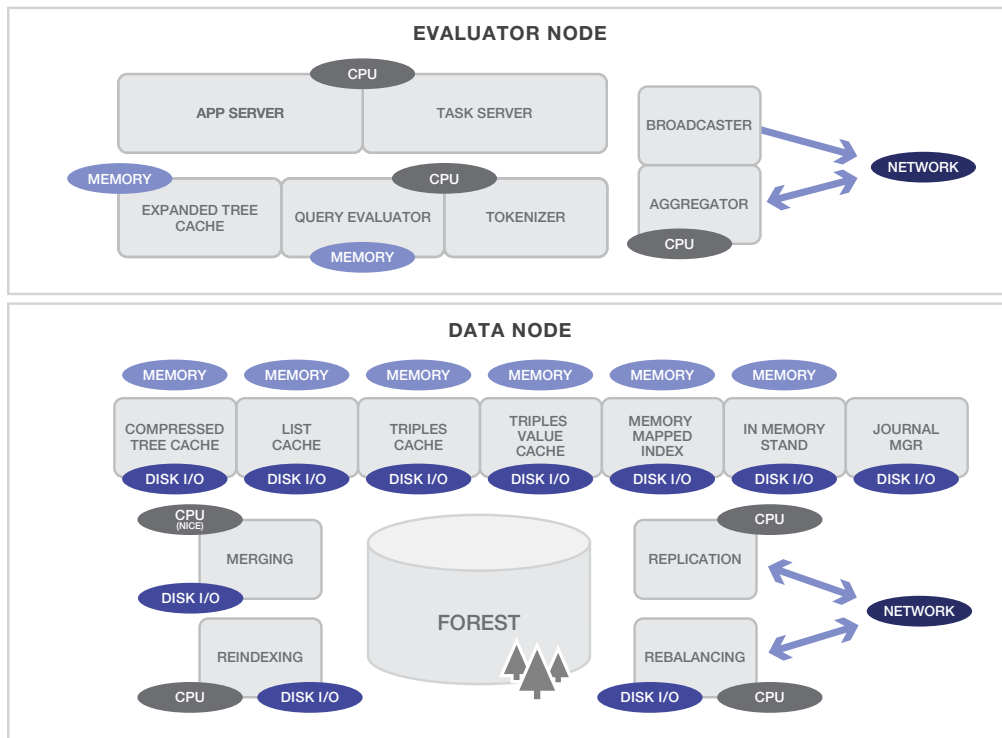 EVALUATOR NODE
CPU
APP SERVER
TASK SERVER
BROADCASTER
NETWORK
MEMORY
CPU
EXPANDED TREE
CACHE
QUERY EVALUATOR
TOKENIZER
AGGREGATOR
MEMORY
CPU
DATA NODE
MEMORY
MEMORY
MEMORY
MEMORY
MEMORY
MEMORY
COMPRESSED
TREE CACHE
LIST
CACHE
TRIPLES
CACHE
TRIPLES
VALUE
CACHE
MEMORY
MAPPED
INDEX
IN MEMORY
STAND
JOURNAL
MGR
DISK I/O
DISK I/O
DISK I/O
DISK I/O
DISK I/O
DISK I/O
DISK I/O
CPU
(NICE)
MERGING
DISK I/O
REINDEXING
CPU
DISK I/O
FOREST
CPU
REPLICATION
NETWORK
REBALANCING
DISK I/O
CPU